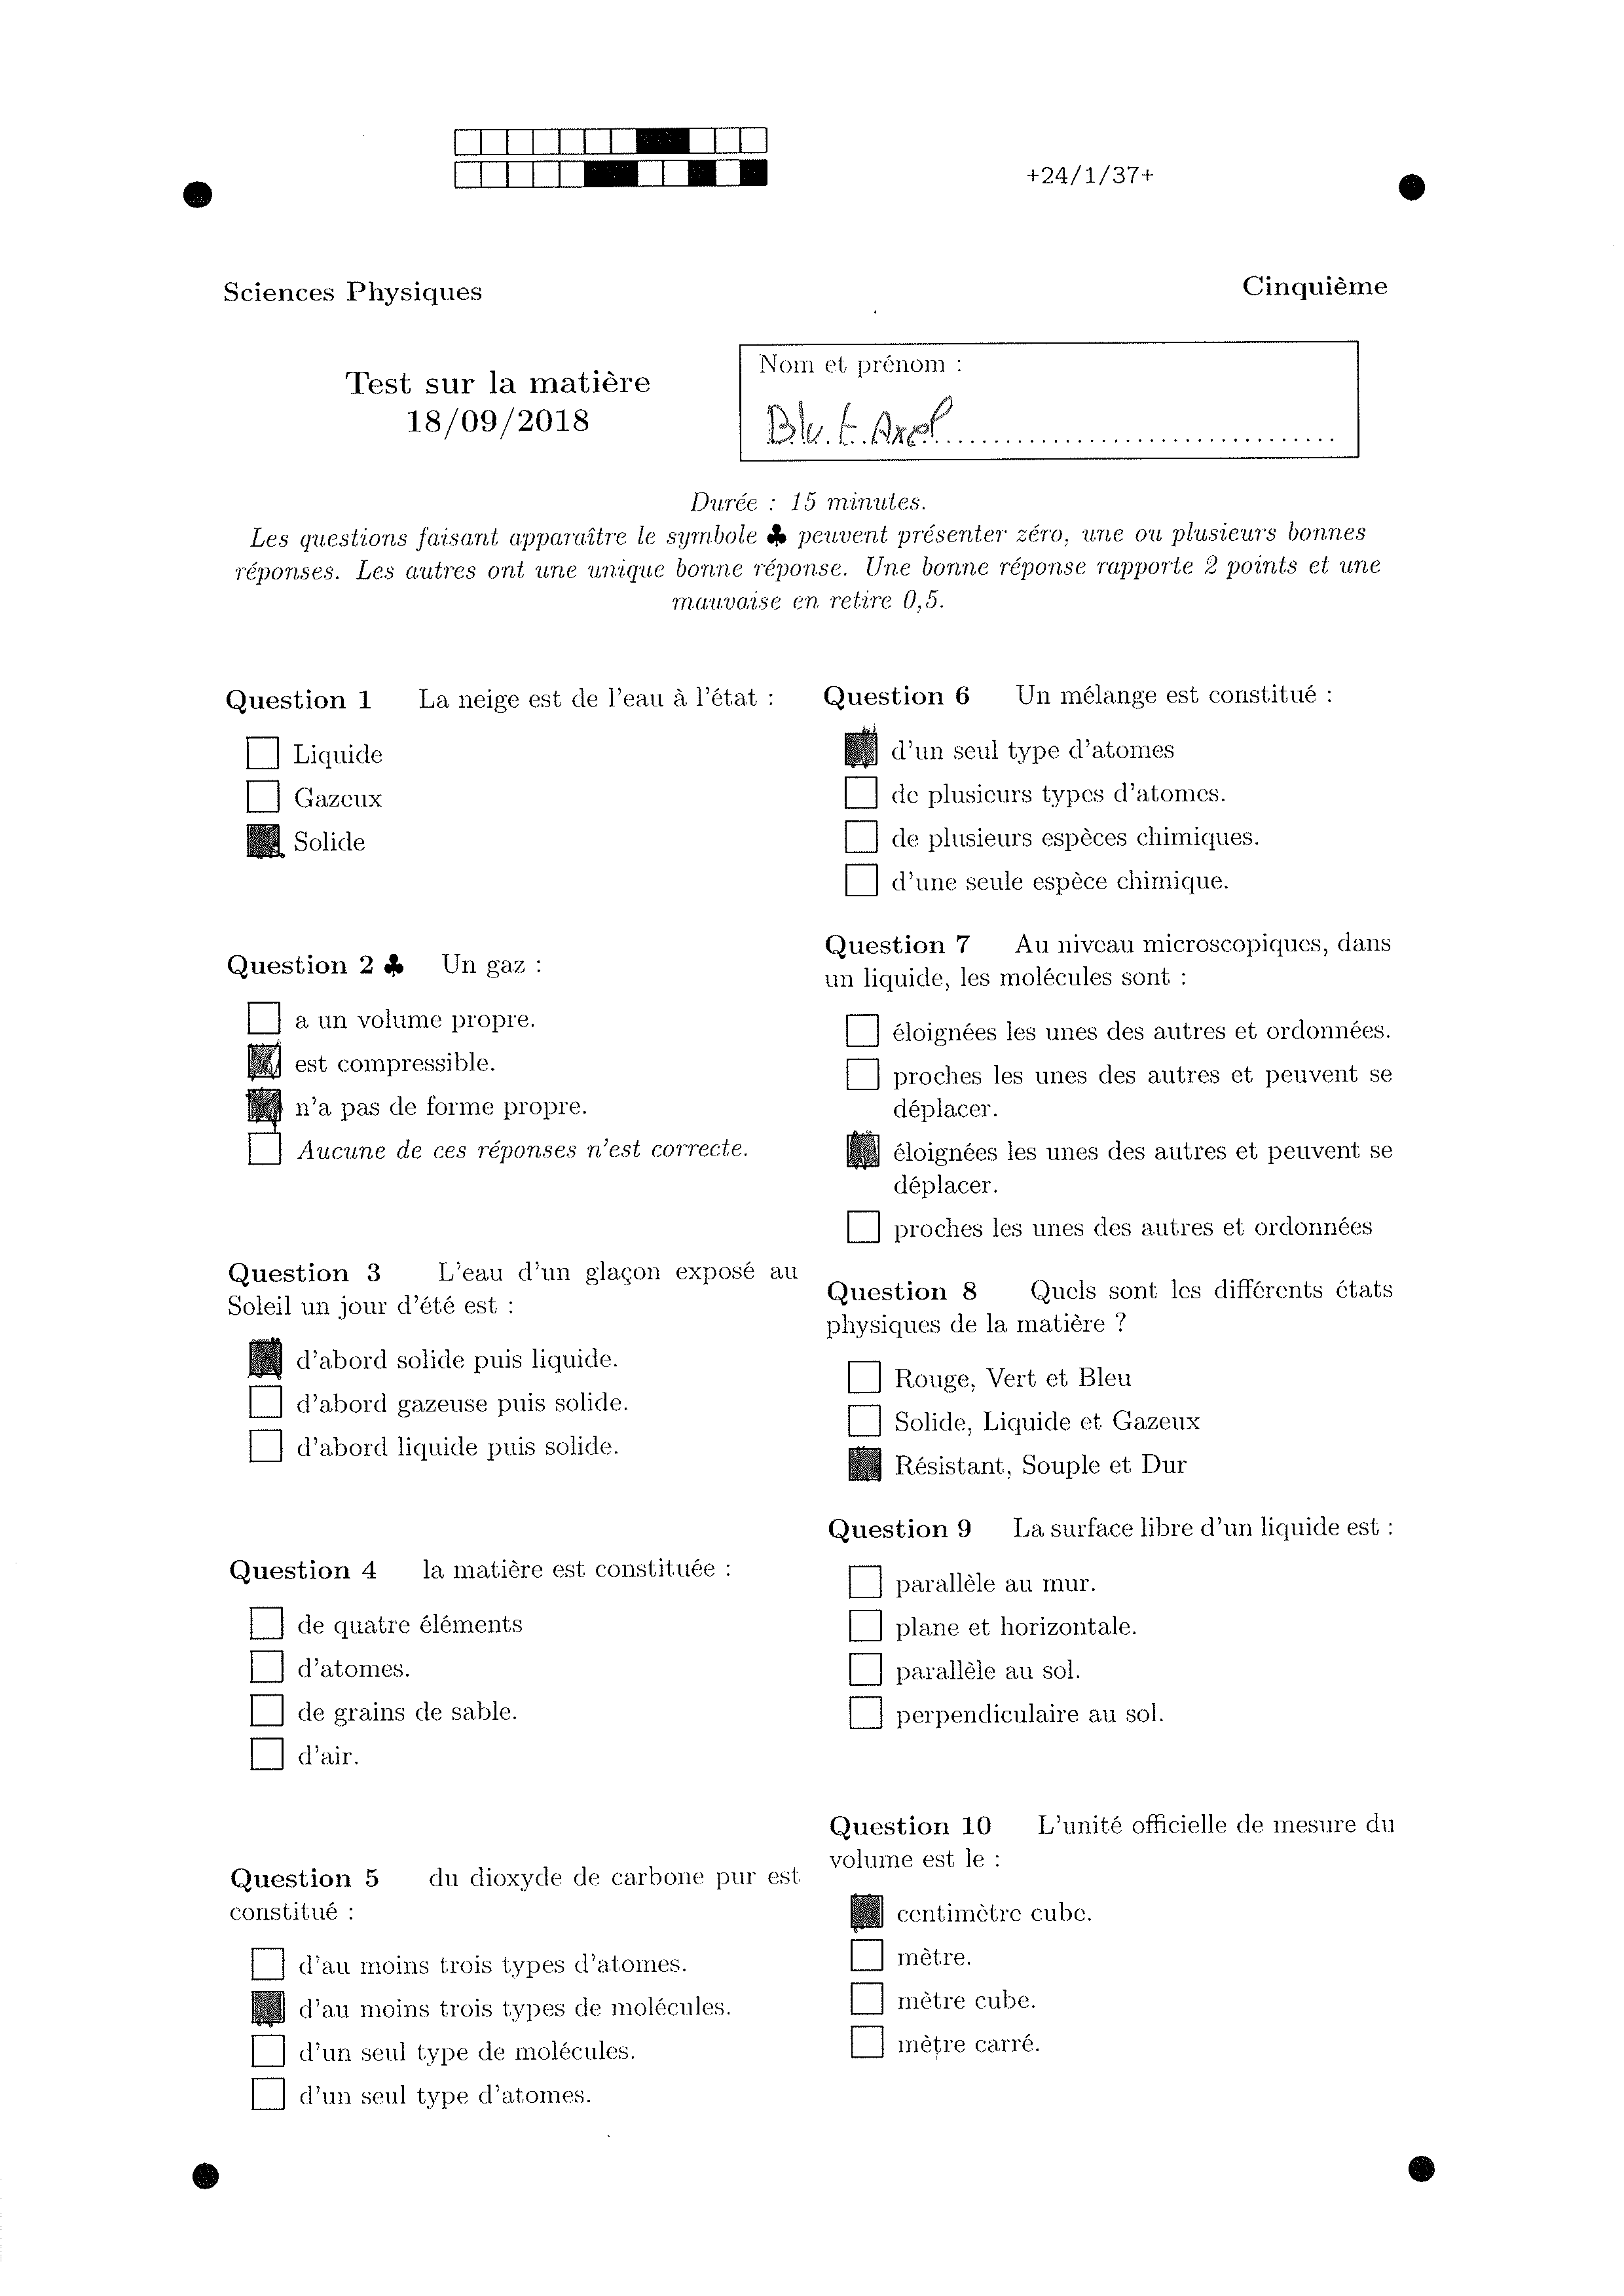 +24/1/37+
Sciences Physiques
Cinquième
Test sur la matière
18/09/2018
Nom et prénom :
Axel
Durée : 15 minutes.
Les questions faisant apparaître le symbole ♣ peuvent présenter zéro, une ou plusieurs bonnes
réponses. Les autres ont une unique bonne réponse. Une bonne réponse rapporte 2 points et une
mauvaise en retire 0,5.
Question 1 La neige est de l'eau à l'état :
Liquide
Gazeux
Solide
Question 2 ♣ Un gaz :
a un volume propre.
est compressible.
n'a pas de forme propre.
Aucune de ces réponses n'est correcte.
Question 3 L'eau d'un glaçon exposé au
Soleil un jour d'été est :
d'abord solide puis liquide.
d'abord gazeuse puis solide.
d'abord liquide puis solide.
Question 4 la matière est constituée :
de quatre éléments
d'atomes.
de grains de sable.
d'air.
Question 5 du dioxyde de carbone pur est
constitué :
d'au moins trois types d'atomes.
d'au moins trois types de molécules.
d'un seul type de molécules.
d'un seul type d'atomes.
Question 6 Un mélange est constitué :
d'un seul type d'atomes
de plusieurs types d'atomes.
de plusieurs espèces chimiques.
d'une seule espèce chimique.
Question 7 Au niveau microscopiques, dans
un liquide, les molécules sont :
éloignées les unes des autres et ordonnées.
proches les unes des autres et peuvent se
déplacer.
éloignées les unes des autres et peuvent se
déplacer.
proches les unes des autres et ordonnées
Question 8 Quels sont les différents états
physiques de la matière ?
Rouge, Vert et Bleu
Solide, Liquide et Gazeux
Résistant, Souple et Dur
Question 9 La surface libre d'un liquide est :
parallèle au mur.
plane et horizontale.
parallèle au sol.
perpendiculaire au sol.
Question 10 L'unité officielle de mesure du
volume est le :
centimètre cube.
mètre.
mètre cube.
mètre carré.